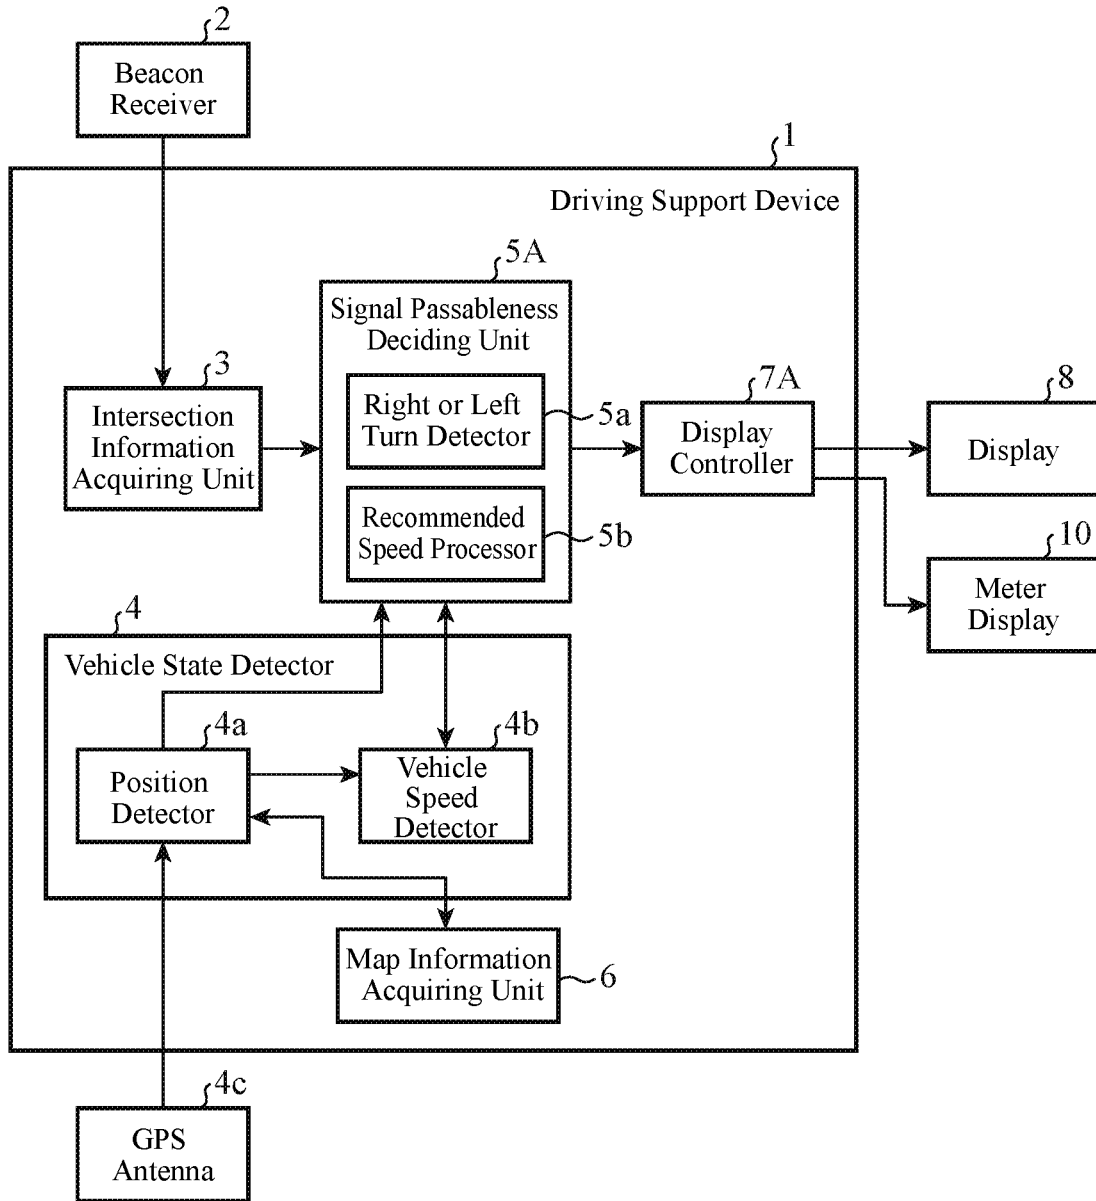 2
Beacon
Receiver
1
Driving Support Device
5A
Signal Passableness
Deciding Unit
3
Intersection
Information
Acquiring Unit
Right or Left
Turn Detector
5a
Recommended
Speed Processor
5b
7A
Display
Controller
8
Display
10
Meter
Display
4
Vehicle State Detector
4a
Position
Detector
4b
Vehicle
Speed
Detector
Map Information
Acquiring Unit
6
4c
GPS
Antenna